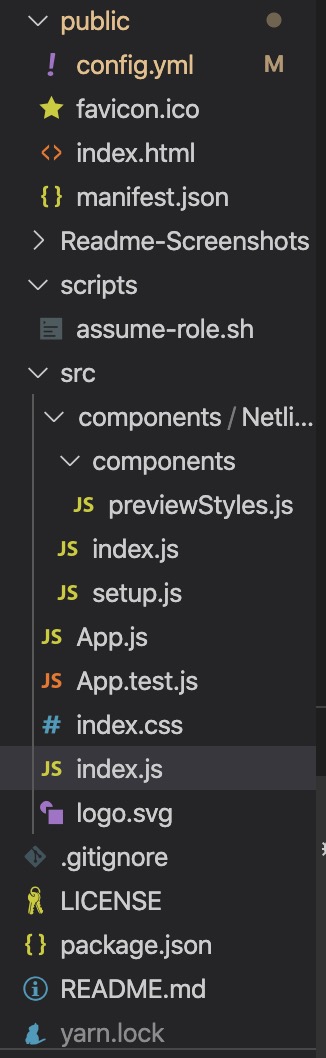 public
config.yml M
favicon.ico
index.html
manifest.json
Readme-Screenshots
scripts
assume-role.sh
src
components / Netli...
components
JS previewStyles.js
JS index.js
JS setup.js
JS App.js
JS App.test.js
# index.css
JS index.js
logo.svg
.gitignore
LICENSE
{} package.json
README.md
yarn.lock